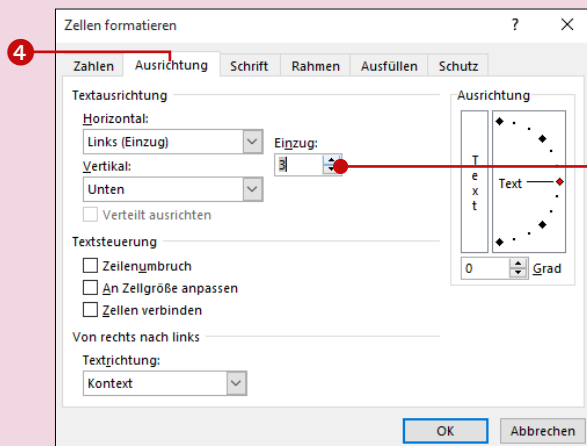 Zellen formatieren ? ×
4
Zahlen Ausrichtung Schrift Rahmen Ausfüllen Schutz
Textausrichtung
Horizontal:
Links (Einzug)
Einzug:
3
Vertikal:
Unten
Verteilt ausrichten
Textsteuerung
Zeilenumbruch
An Zellgröße anpassen
Zellen verbinden
Von rechts nach links
Textrichtung:
Kontext
Ausrichtung
Text
Text
0 Grad
OK Abbrechen